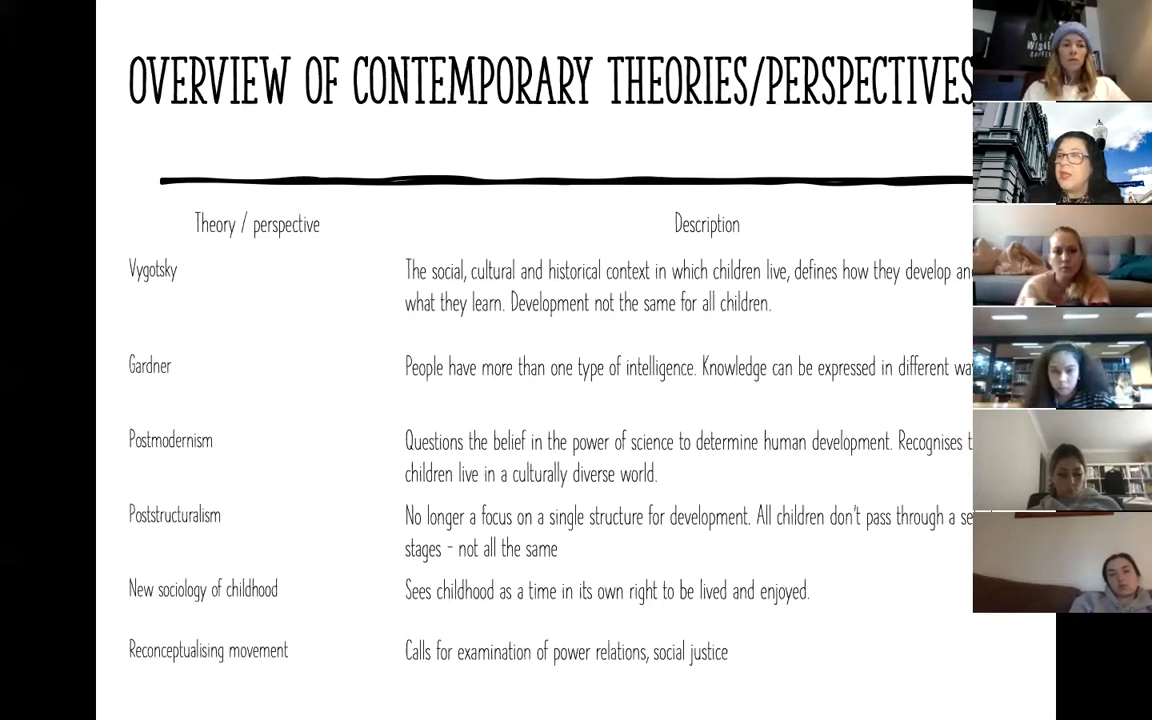 OVERVIEW OF CONTEMPORARY THEORIES/PERSPECTIVES
Theory / perspective
Description
Vygotsky
The social, cultural and historical context in which children live, defines how they develop
what they learn. Development not the same for all children.
Gardner
People have more than one type of intelligence. Knowledge can be expressed in different
Postmodernism
Questions the belief in the power of science to determine human development. Recognises
children live in a culturally diverse world.
Poststructuralism
No longer a focus on a single structure for development. All children don't pass through a
stages - not all the same
New sociology of childhood
Sees childhood as a time in its own right to be lived and enjoyed.
Reconceptualising movement
Calls for examination of power relations, social justice